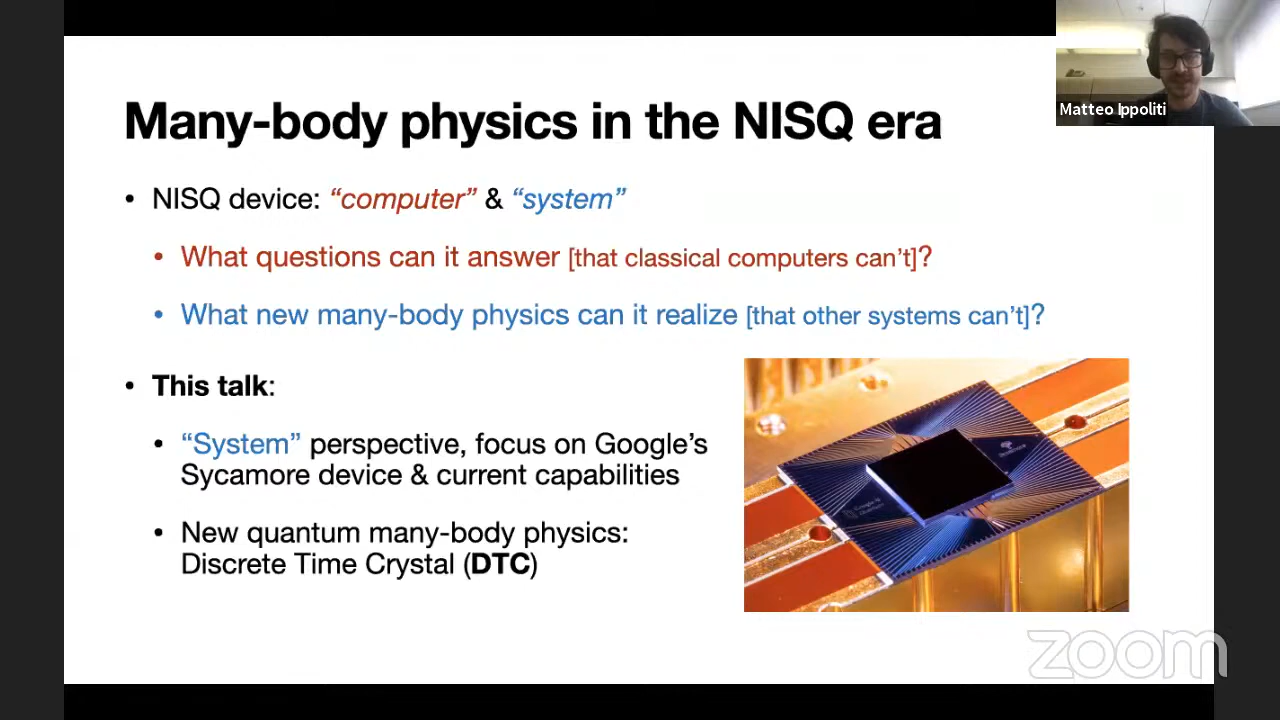 Matteo Ippoliti
Many-body physics in the NISQ era
• NISQ device: “computer” & “system”
• What questions can it answer [that classical computers can’t]?
• What new many-body physics can it realize [that other systems can’t]?
• This talk:
• “System” perspective, focus on Google’s
Sycamore device & current capabilities
• New quantum many-body physics:
Discrete Time Crystal (DTC)
zoom